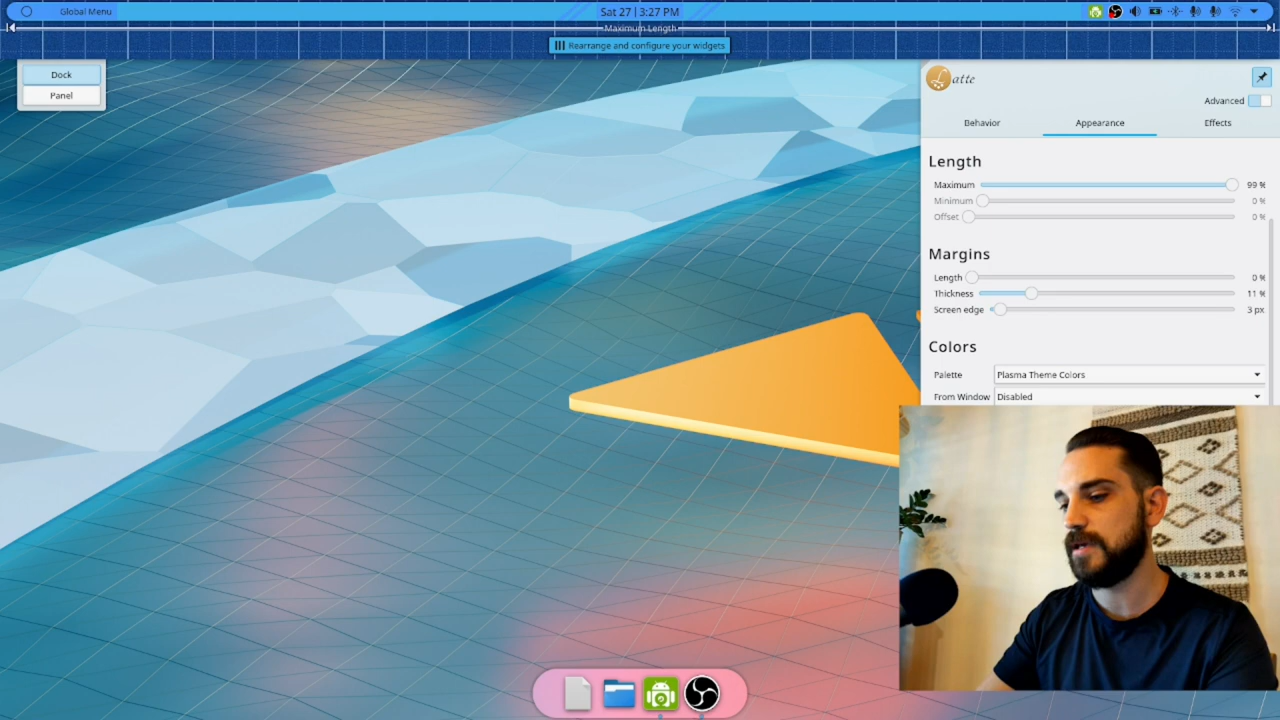 Global Menu
Sat 27 | 3:27 PM
Maximum Length
Rearrange and configure your widgets
Dock
Panel
Latte
Advanced
Behavior
Appearance
Effects
Length
Maximum 99 %
Minimum 0 %
Offset 0 %
Margins
Length 0 %
Thickness 11 %
Screen edge 3 px
Colors
Palette Plasma Theme Colors
From Window Disabled